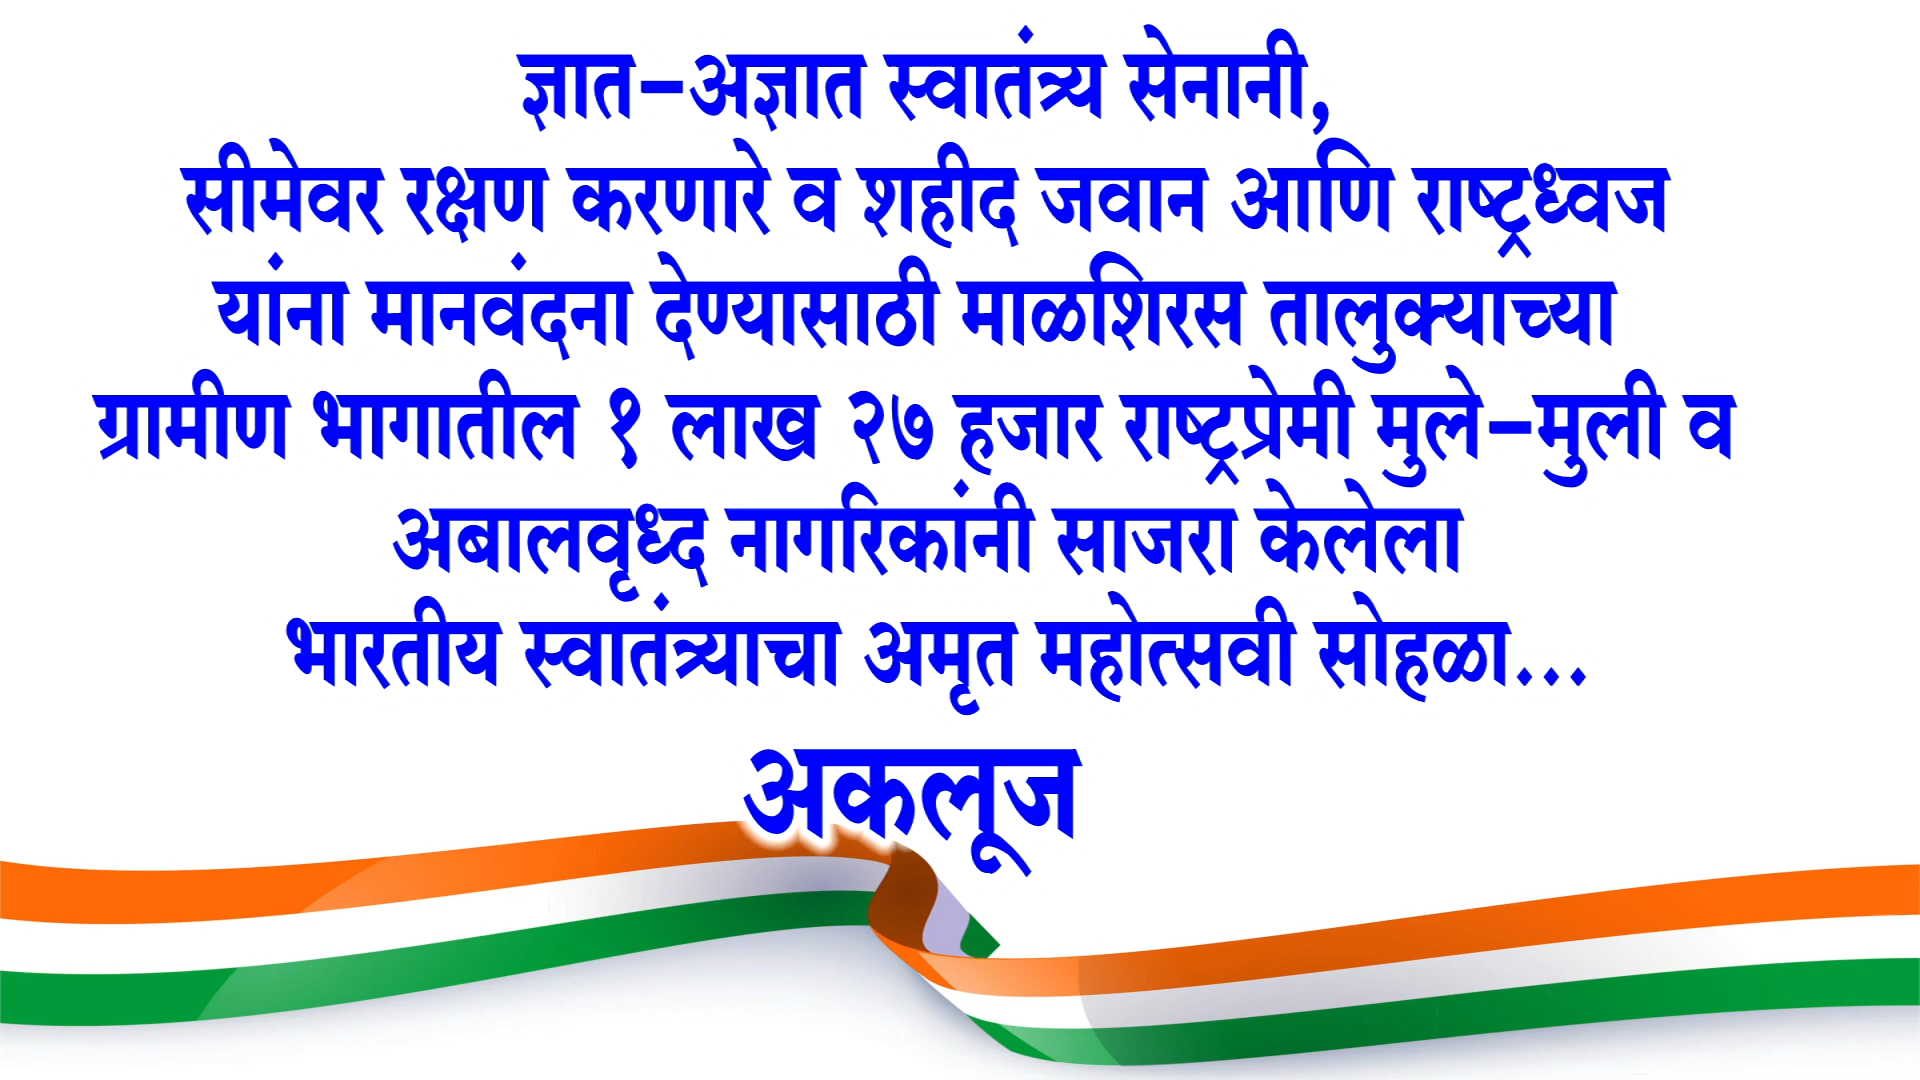 ज्ञात-अज्ञात स्वातंत्र्य सेनानी,
सीमेवर रक्षण करणारे व शहीद जवान आणि राष्ट्रध्वज
यांना मानवंदना देण्यासाठी माळशिरस तालुक्याच्या
ग्रामीण भागातील १ लाख २७ हजार राष्ट्रप्रेमी मुले-मुली व
अबालवृध्द नागरिकांनी साजरा केलेला
भारतीय स्वातंत्र्याचा अमृत महोत्सवी सोहळा...
अकलूज